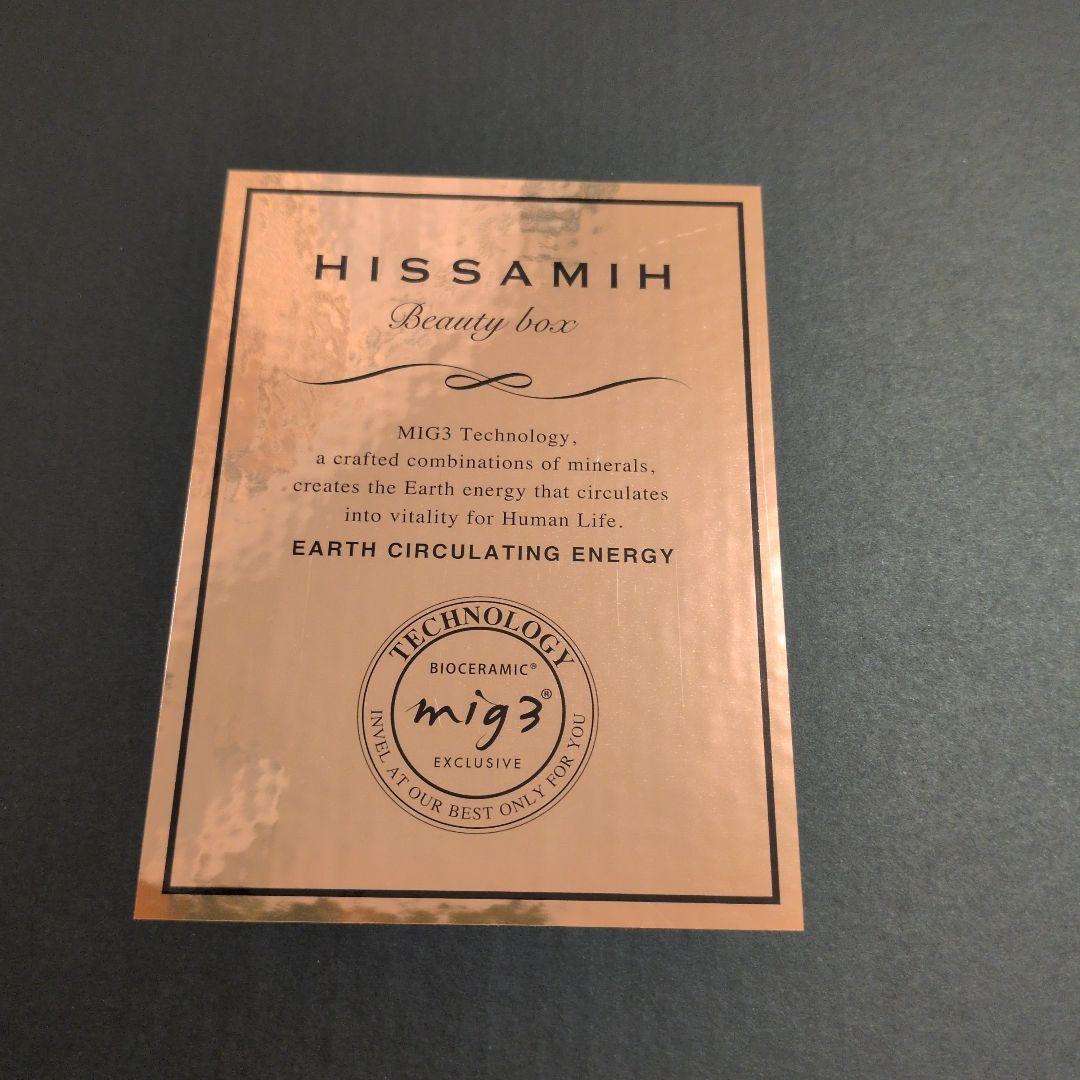 HISSAMIH
Beauty box
MIG3 Technology,
a crafted combinations of minerals,
creates the Earth energy that circulates
into vitality for Human Life.
EARTH CIRCULATING ENERGY
TECHNOLOGY
BIOCERAMIC®
mig3®
EXCLUSIVE
INVEL AT OUR BEST ONLY FOR YOU